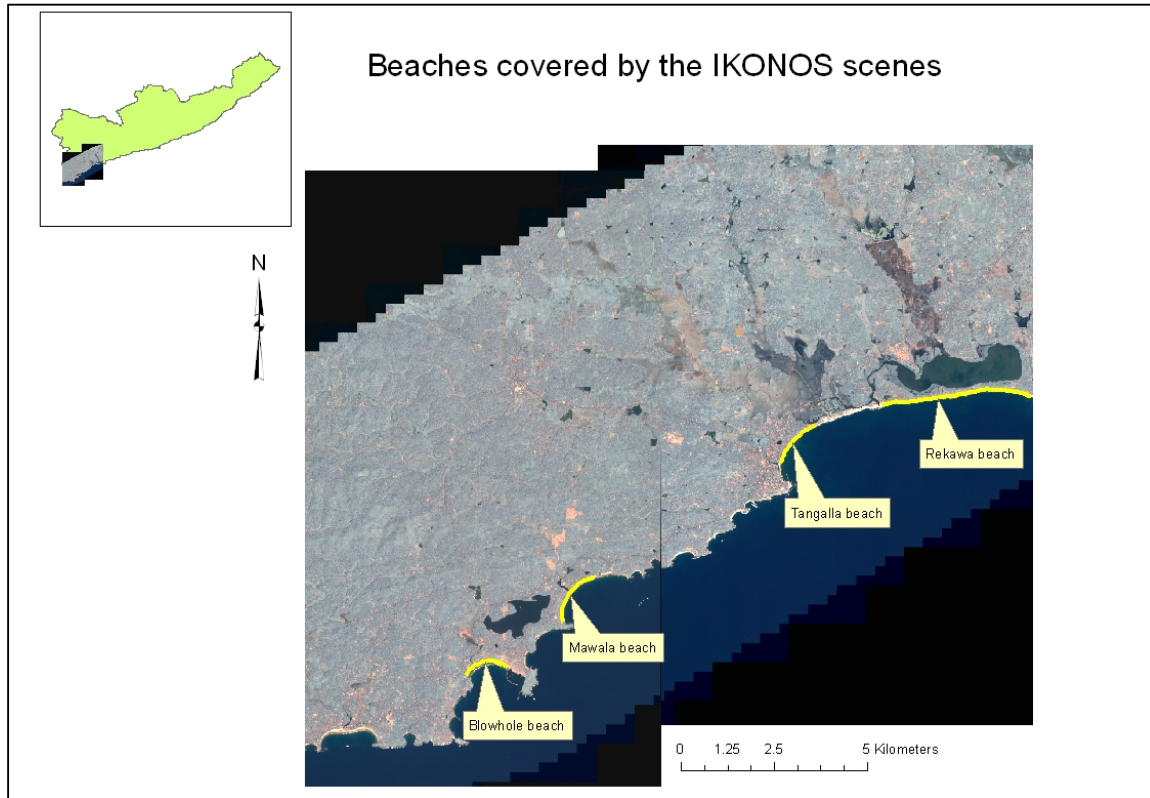 Beaches covered by the IKONOS scenes
N
Rekawa beach
Tangalla beach
Mawala beach
Blowhole beach
0 1.25 2.5 5 Kilometers